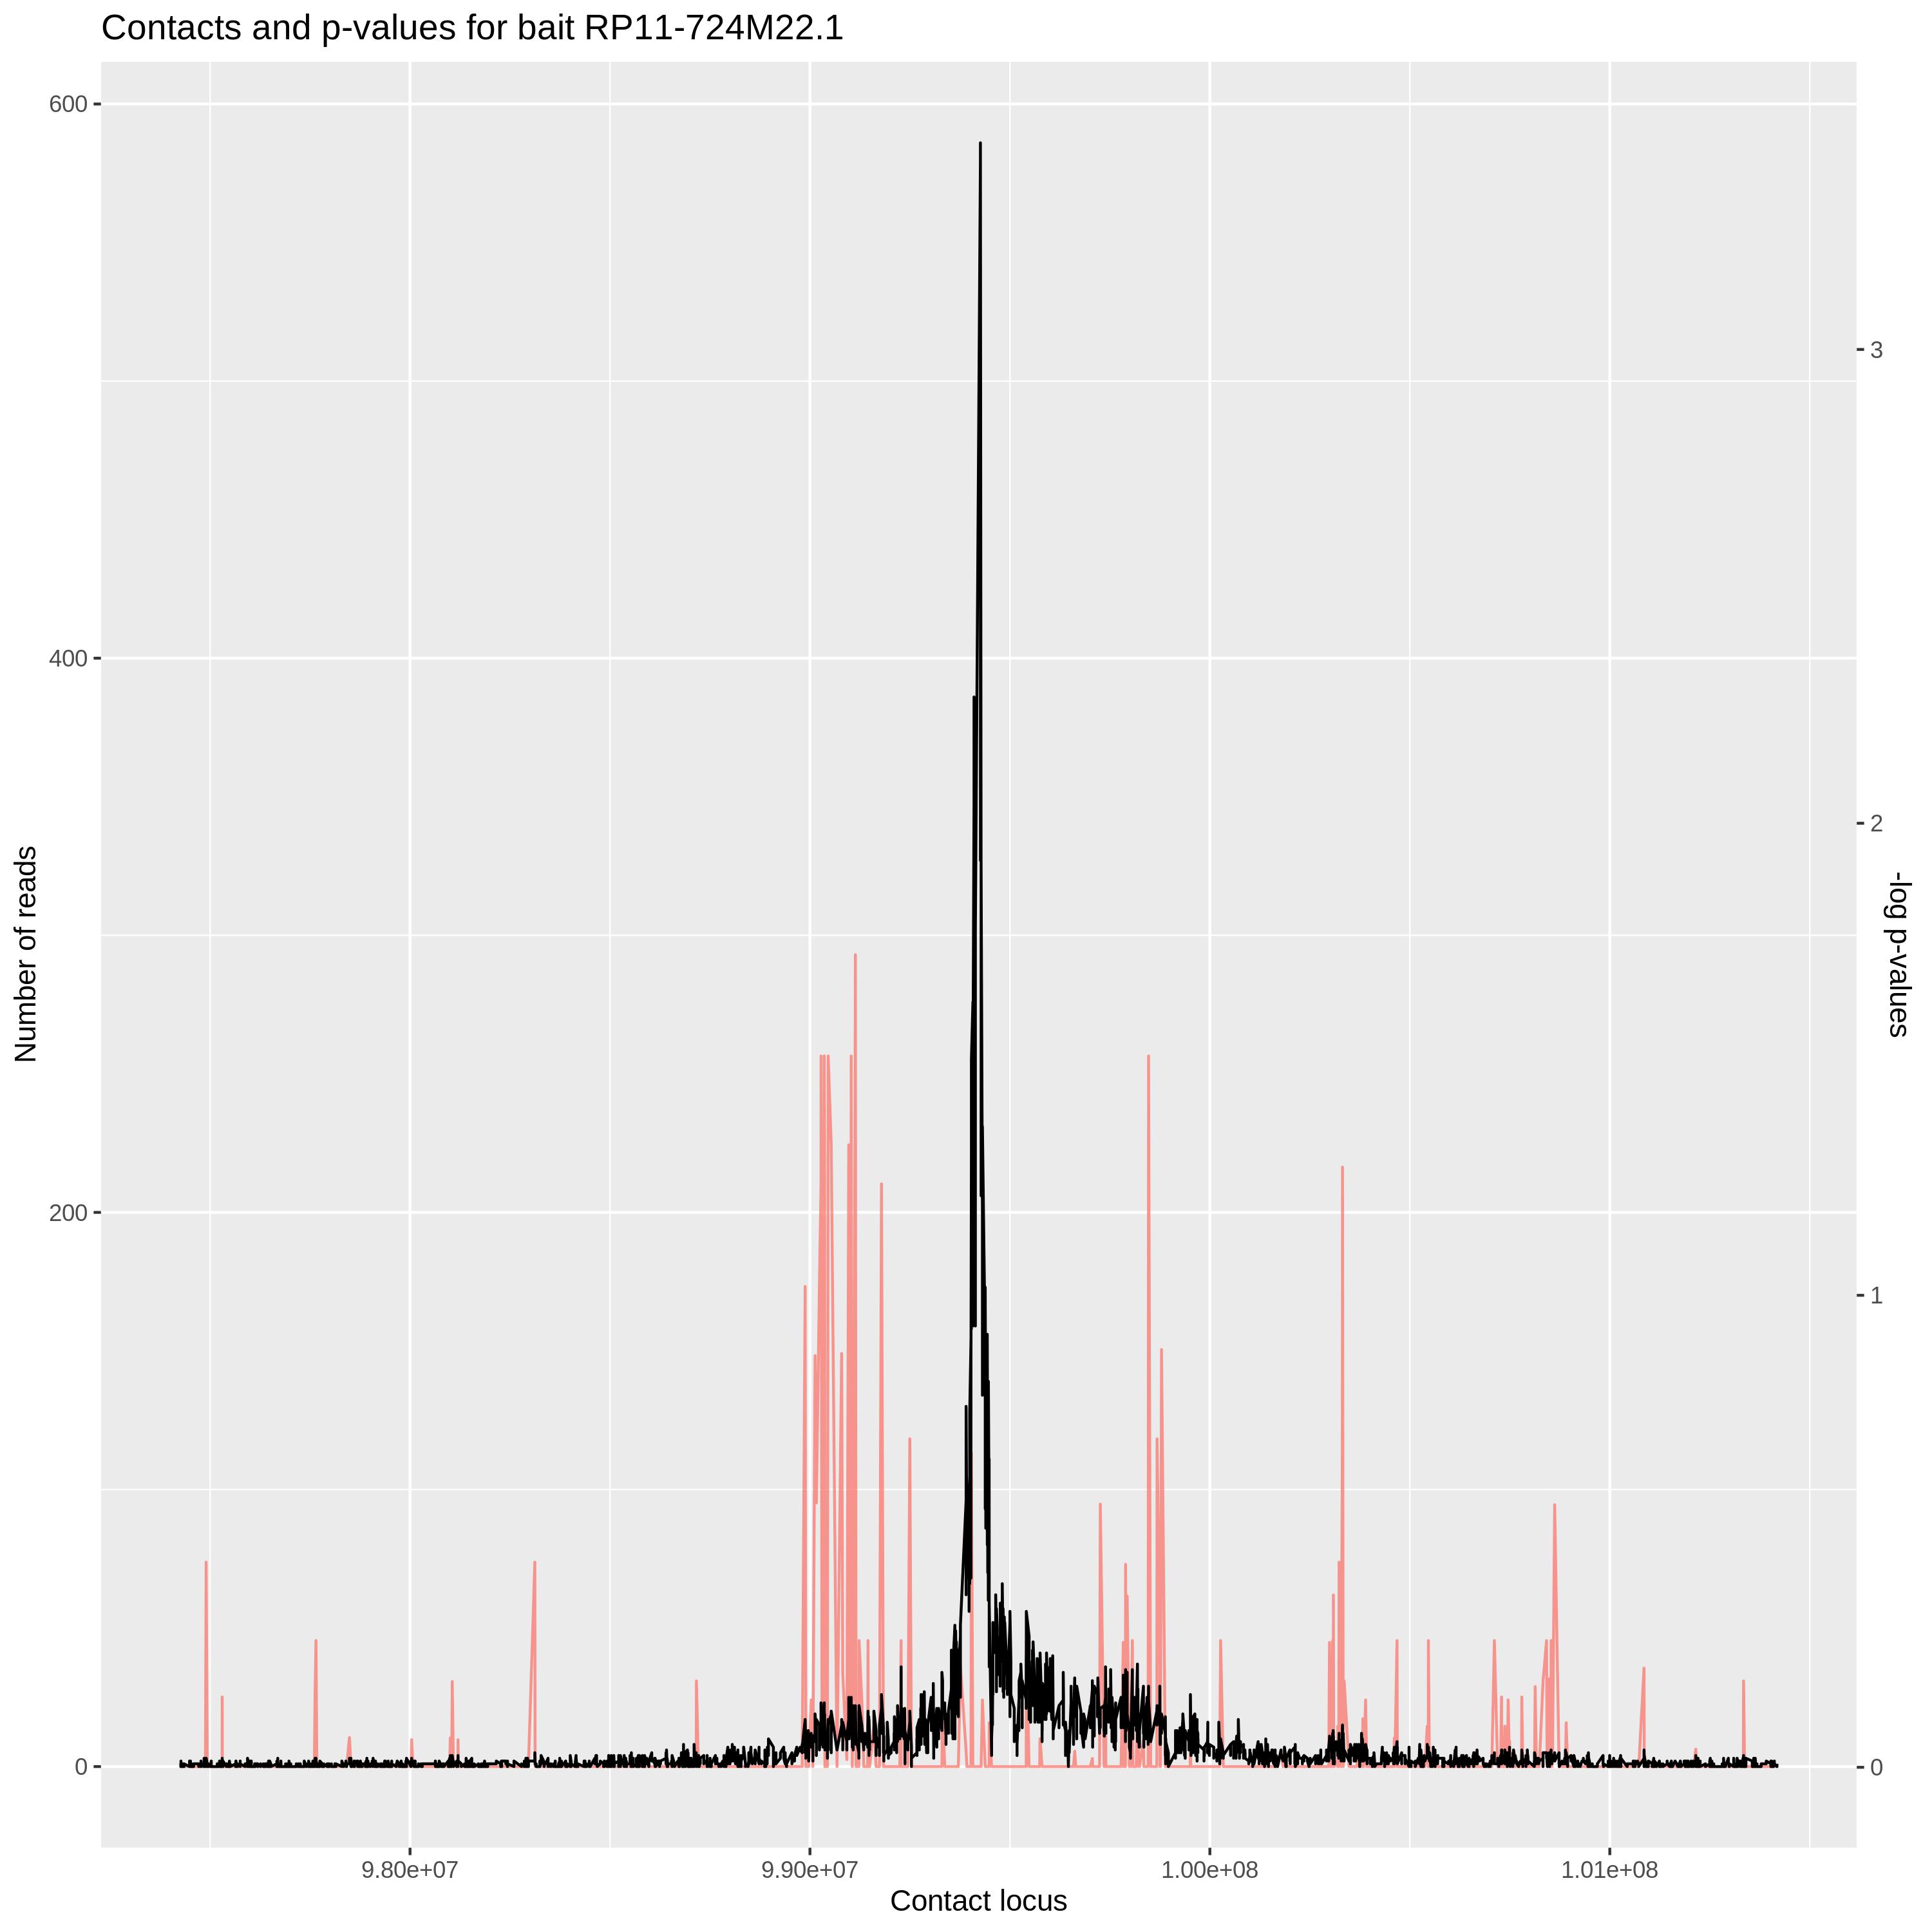 Contacts and p-values for bait RP11-724M22.1
600
400
200
0
3
2
1
0
Number of reads
-log p-values
9.80e+07
9.90e+07
1.00e+08
1.01e+08
Contact locus